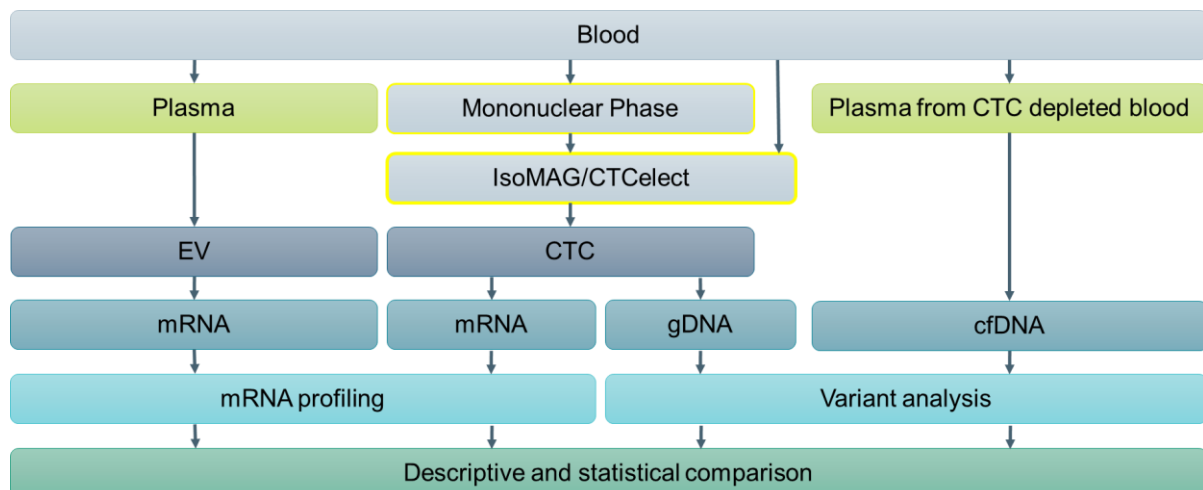 Blood
Plasma
Mononuclear Phase
Plasma from CTC depleted blood
IsoMAG/CTCelect
EV
CTC
mRNA
mRNA
gDNA
cfDNA
mRNA profiling
Variant analysis
Descriptive and statistical comparison